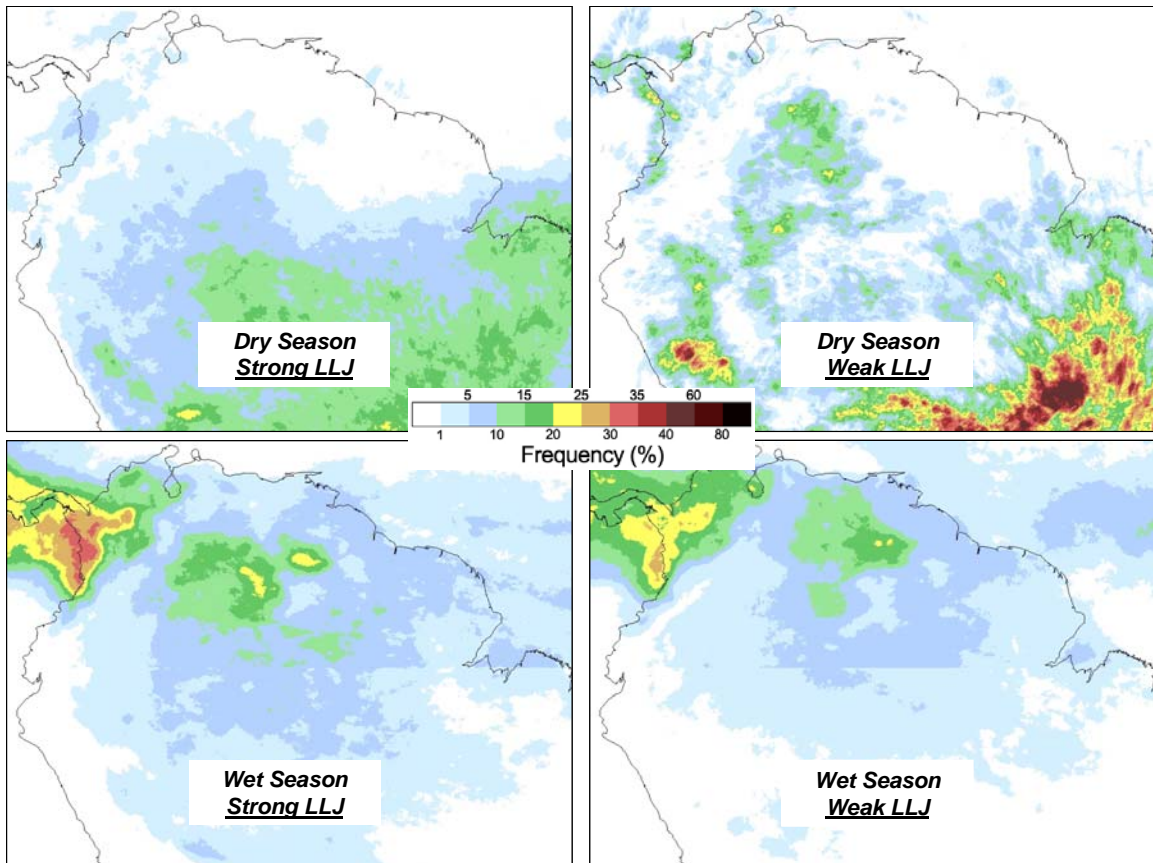 Dry Season
Strong LLJ
Dry Season
Weak LLJ
5 15 25 35 60
1 10 20 30 40 80
Frequency (%)
Wet Season
Strong LLJ
Wet Season
Weak LLJ